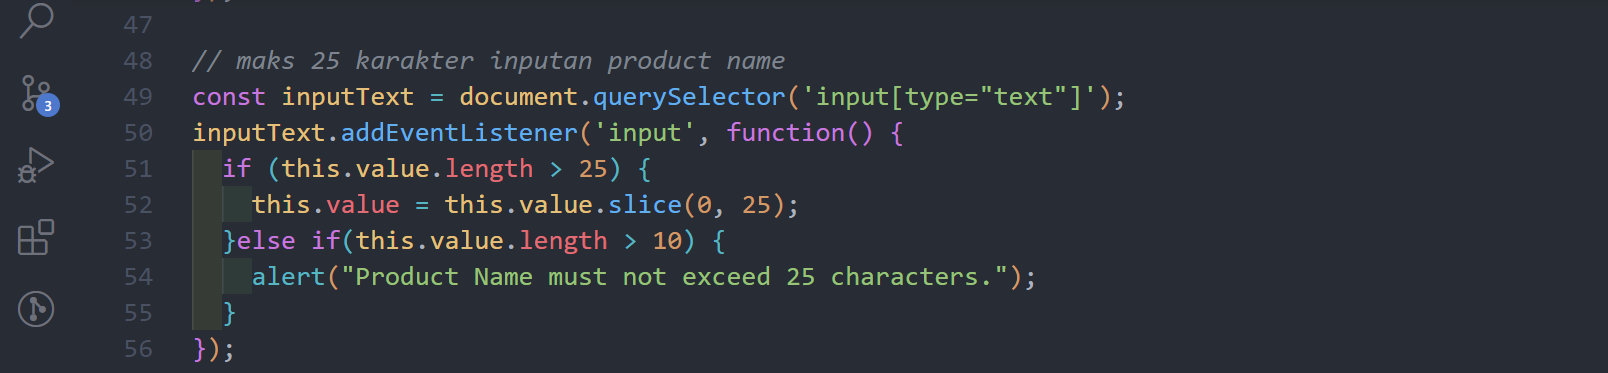 47
48 // maks 25 karakter inputan product name
49 const inputText = document.querySelector('input[type="text"]');
50 inputText.addEventListener('input', function() {
51   if (this.value.length > 25) {
52     this.value = this.value.slice(0, 25);
53   }else if(this.value.length > 10) {
3
54     alert("Product Name must not exceed 25 characters.");
55   }
56 });